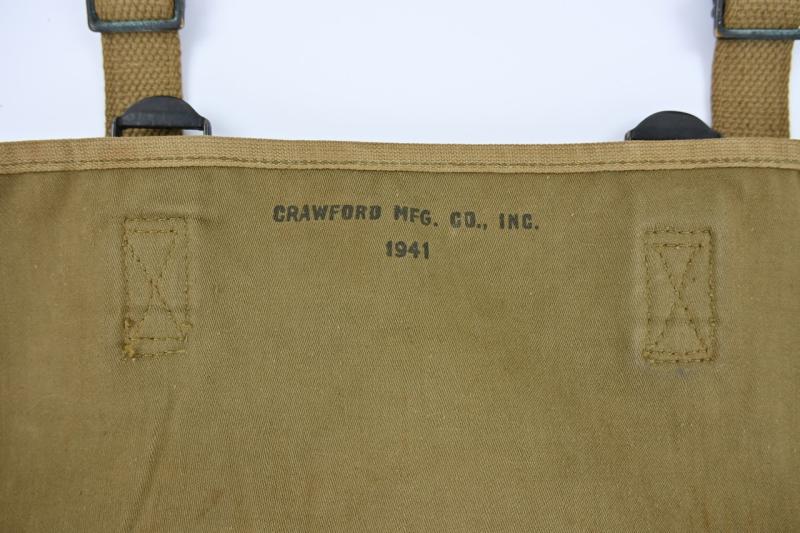 CRAWFORD MFG. CO., INC.
1941